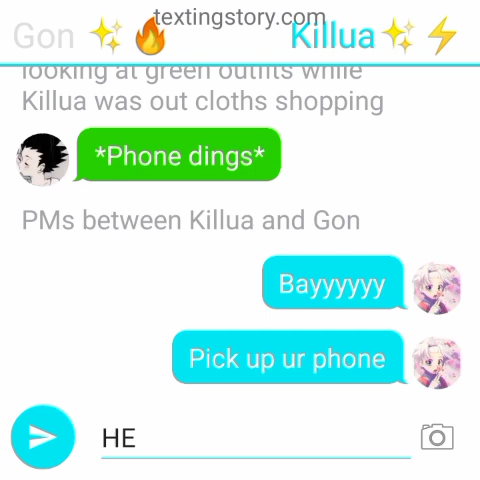 textingstory.com
Gon ✨🔥 Killua✨⚡
looking at green outfits while
Killua was out cloths shopping
*Phone dings*
PMs between Killua and Gon
Bayyyyyy
Pick up ur phone
HE